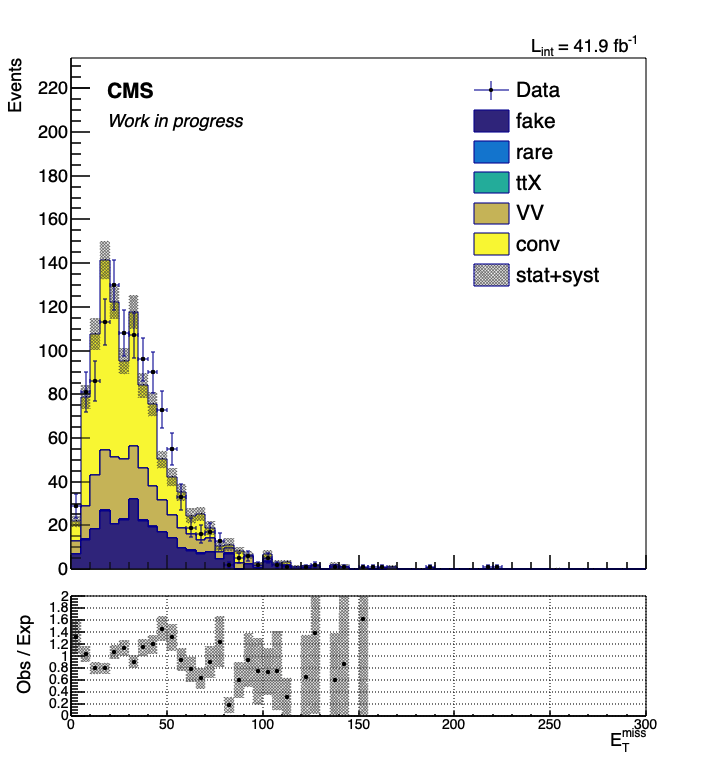 L_int = 41.9 fb⁻¹
Events
CMS
Work in progress
Data
fake
rare
ttX
VV
conv
stat+syst
220
200
180
160
140
120
100
80
60
40
20
0
Obs / Exp
2
1.8
1.6
1.4
1.2
1
0.8
0.6
0.4
0.2
0
0 50 100 150 200 250 300
E_T^miss